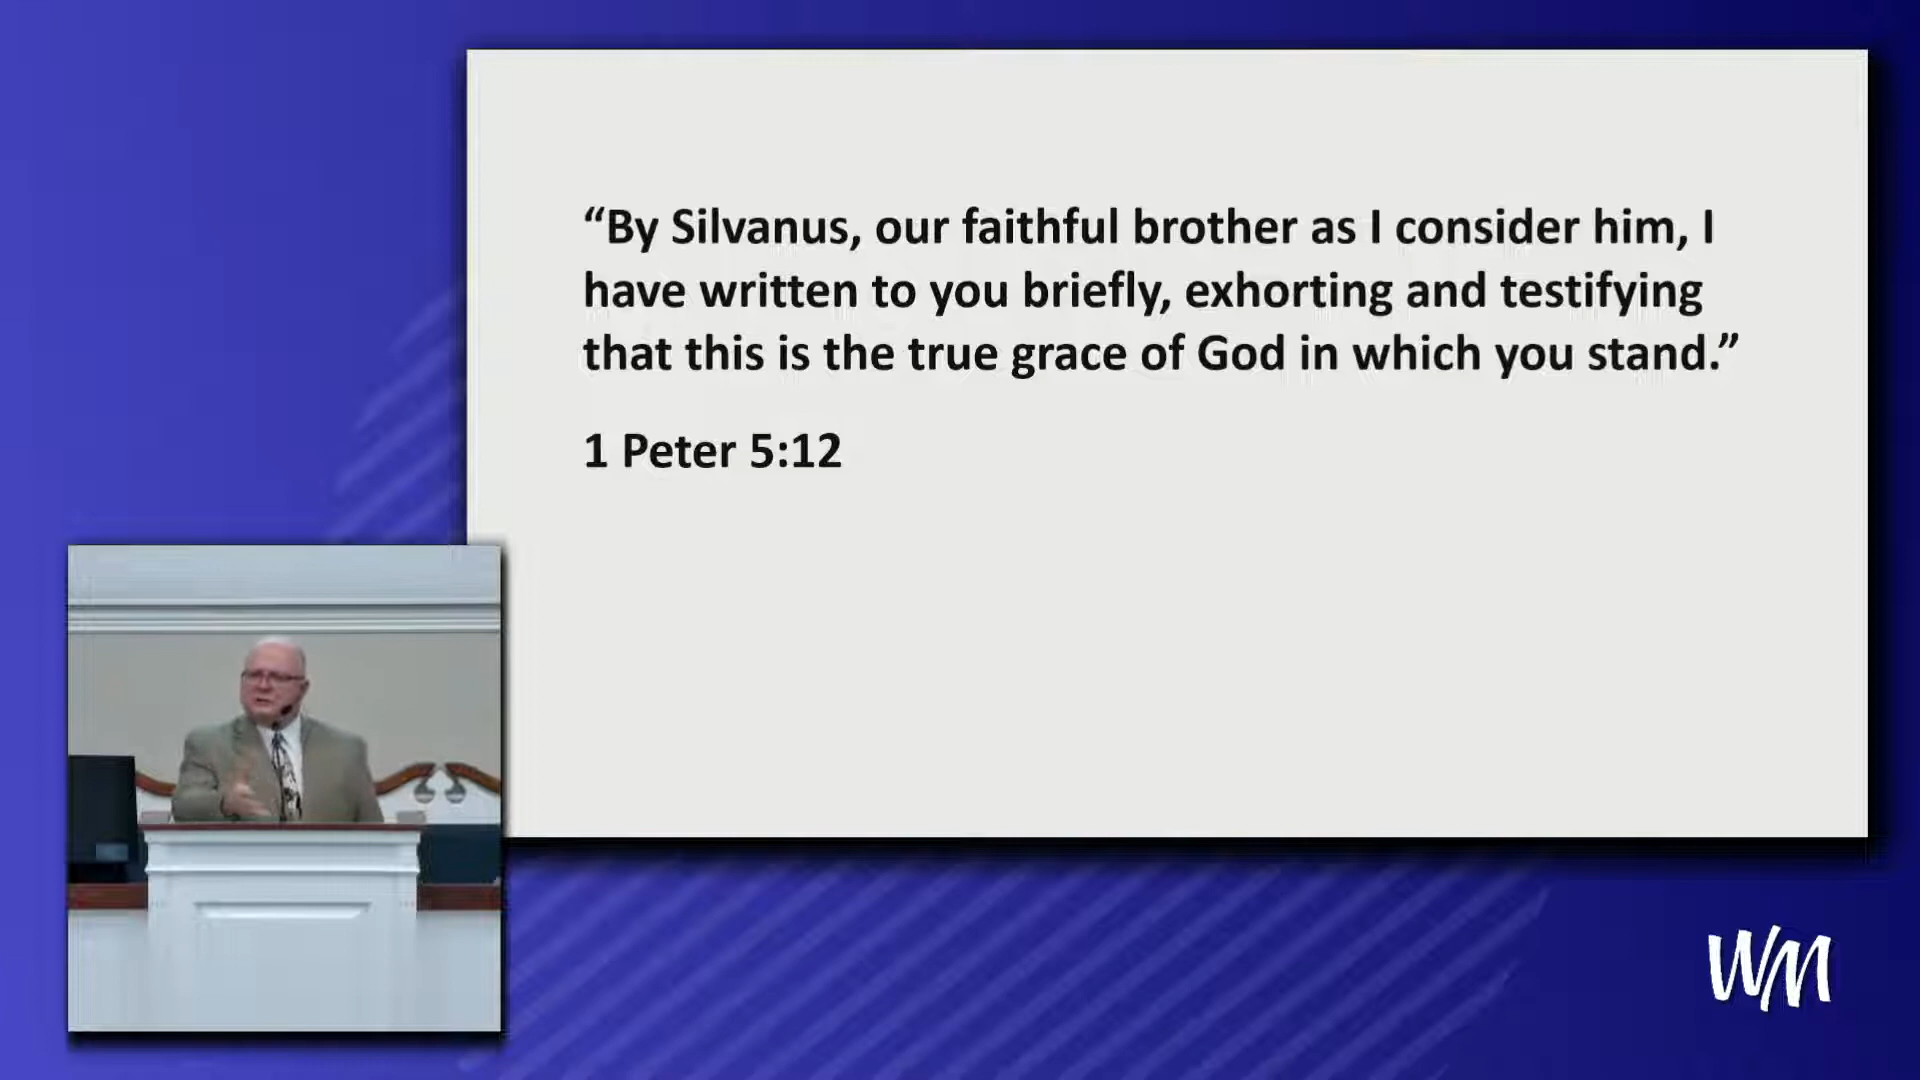 “By Silvanus, our faithful brother as I consider him, I
have written to you briefly, exhorting and testifying
that this is the true grace of God in which you stand.”
1 Peter 5:12
WM